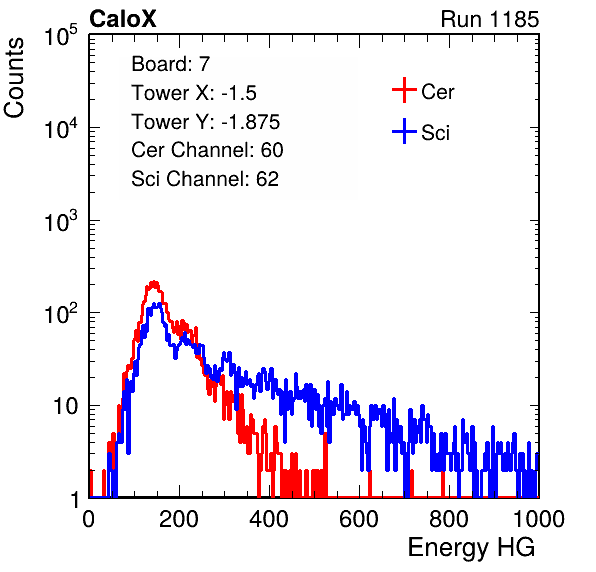 CaloX Run 1185
Counts
10^5
10^4
10^3
10^2
10
1
Board: 7
Tower X: -1.5
Tower Y: -1.875
Cer Channel: 60
Sci Channel: 62
Cer
Sci
0 200 400 600 800 1000
Energy HG